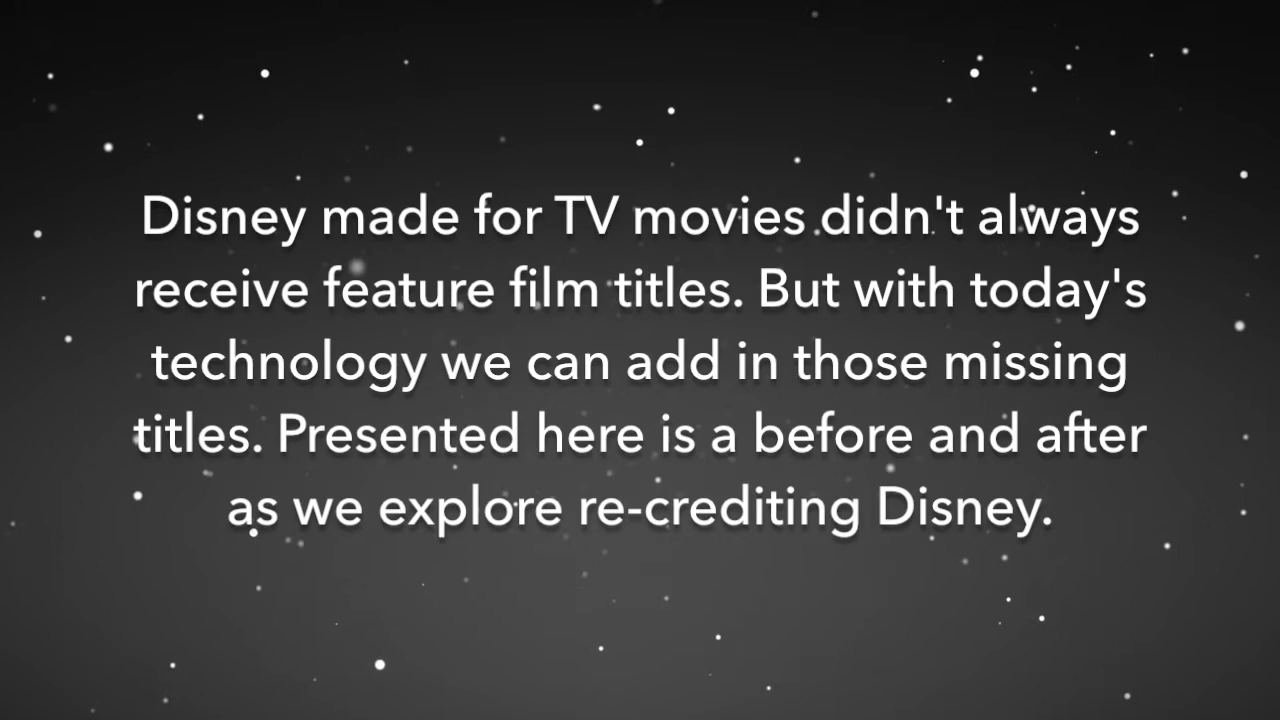 Disney made for TV movies didn't always
receive feature film titles. But with today's
technology we can add in those missing
titles. Presented here is a before and after
as we explore re-crediting Disney.